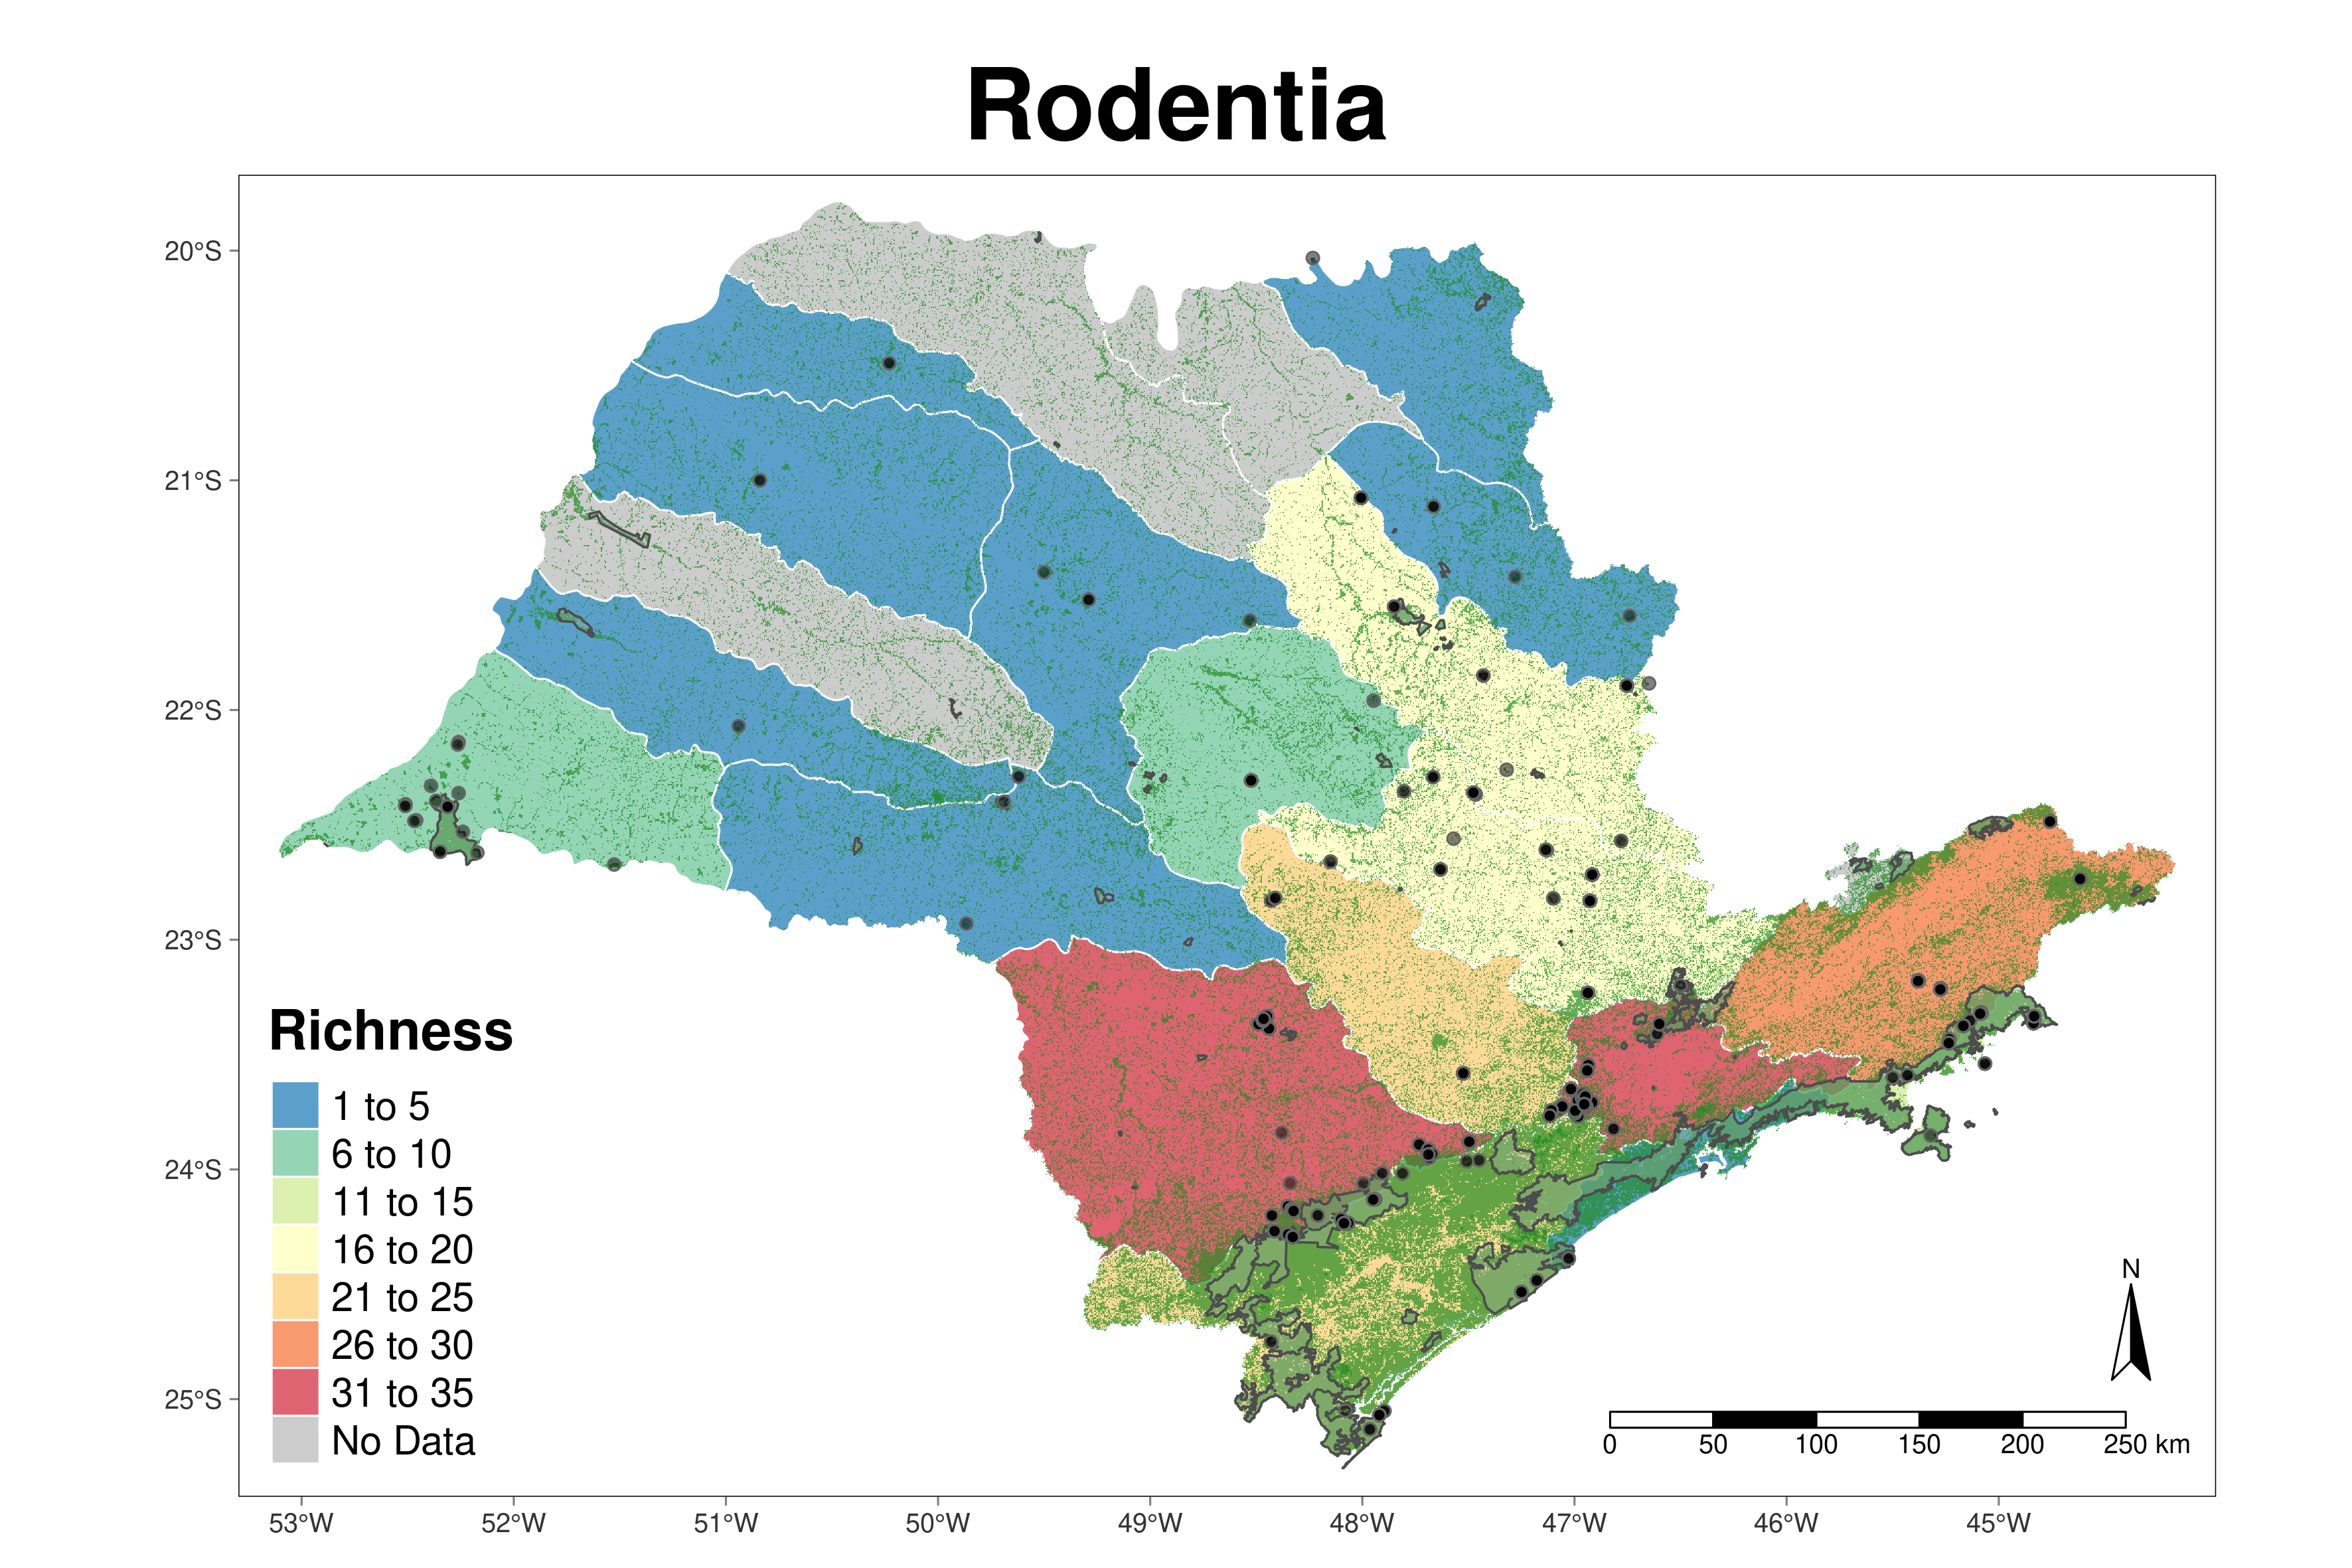 Rodentia
20°S
21°S
22°S
23°S
24°S
25°S
Richness
1 to 5
6 to 10
11 to 15
16 to 20
21 to 25
26 to 30
31 to 35
No Data
N
0 50 100 150 200 250 km
53°W 52°W 51°W 50°W 49°W 48°W 47°W 46°W 45°W